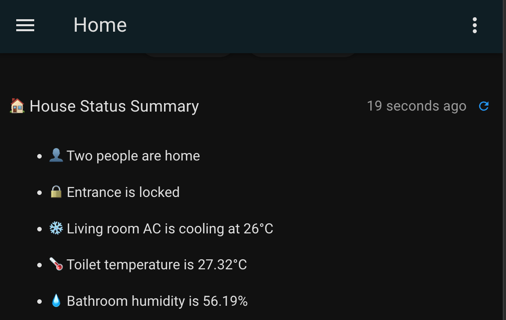 Home
🏠 House Status Summary 19 seconds ago
• 👤 Two people are home
• 🔒 Entrance is locked
• ❄️ Living room AC is cooling at 26°C
• 🌡️ Toilet temperature is 27.32°C
• 💧 Bathroom humidity is 56.19%